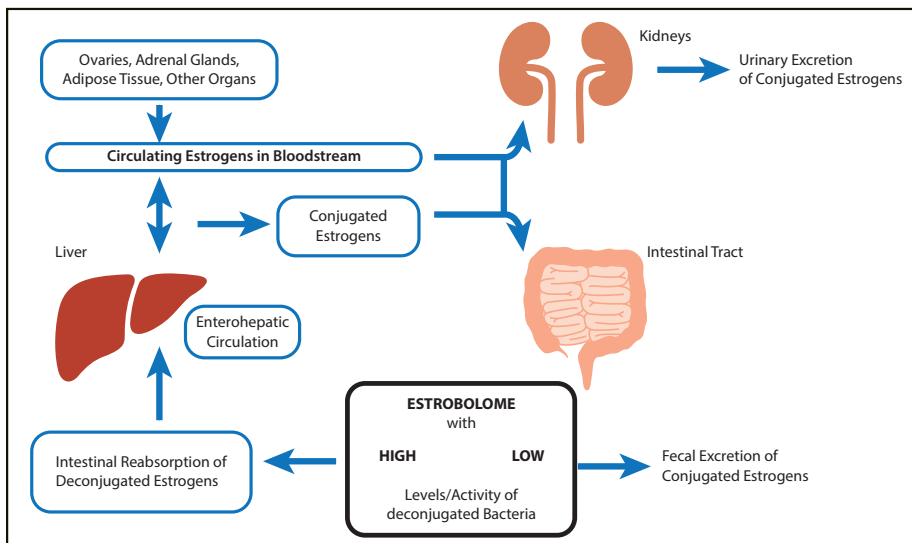 Ovaries, Adrenal Glands,
Adipose Tissue, Other Organs
Kidneys
Urinary Excretion
of Conjugated Estrogens
Circulating Estrogens in Bloodstream
Conjugated
Estrogens
Liver
Intestinal Tract
Enterohepatic
Circulation
ESTROBOLOME
with
HIGH LOW
Levels/Activity of
deconjugated Bacteria
Intestinal Reabsorption of
Deconjugated Estrogens
Fecal Excretion of
Conjugated Estrogens